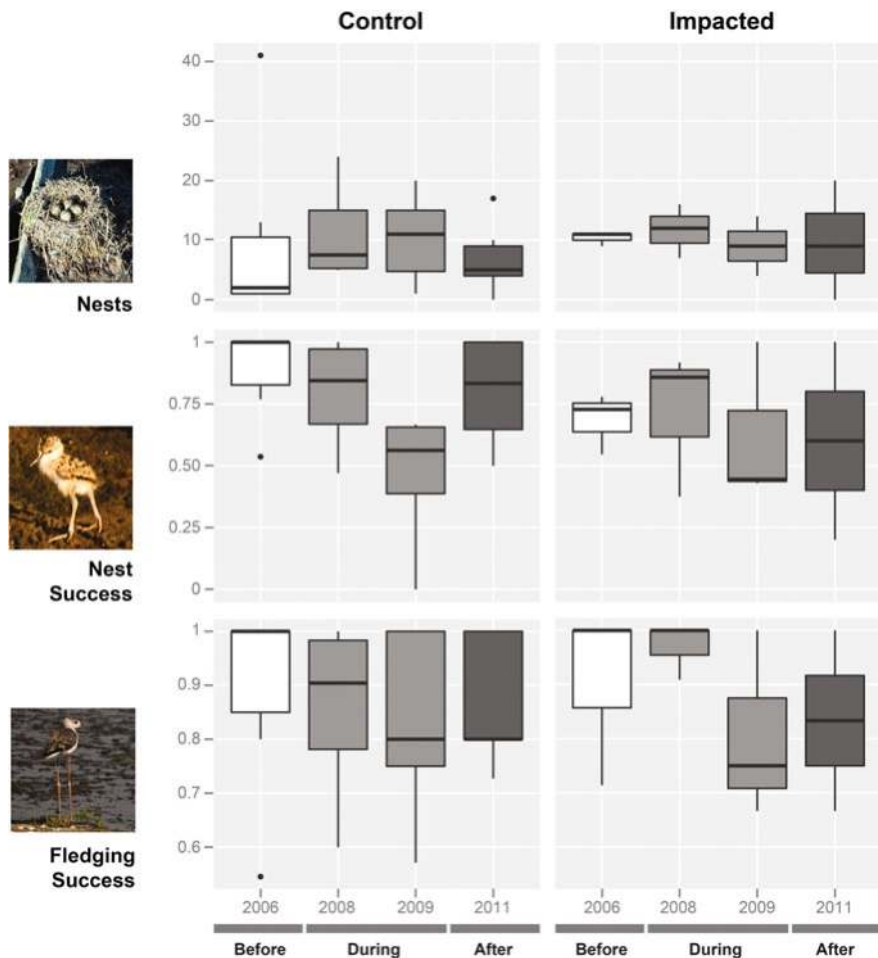 Control
Impacted
40
30
20
10
0
Nests
1
0.75
0.50
0.25
0
Nest
Success
1
0.9
0.8
0.7
0.6
Fledging
Success
2006 2008 2009 2011 2006 2008 2009 2011
Before During After Before During After